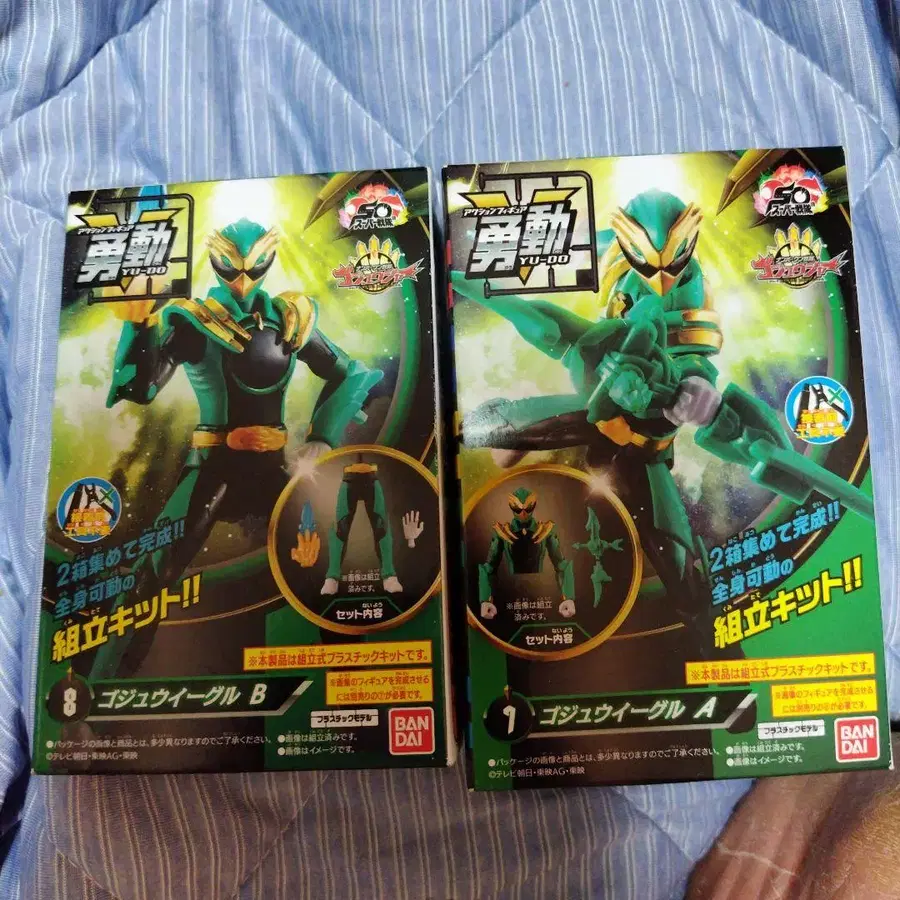 アクションフィギュア
勇動
YU-DO
50
スーパー戦隊
ゴジュウジャー
2箱集めて完成!!
全身可動の
組立キット!!
※画像は組立
済みです。
セット内容
※本製品は組立式プラスチックキットです。
8
ゴジュウイーグル B
※画像のフィギュアを完成させる
には別売りの⑦が必要です。
プラスチックモデル
BAN
DAI
●パッケージの画像と商品とは、多少異なりますのでご了承ください。
●画像は組立済みです。
●画像はイメージです。
©テレビ朝日・東映AG・東映
アクションフィギュア
勇動
YU-DO
50
スーパー戦隊
ゴジュウジャー
2箱集めて完成!!
全身可動の
組立キット!!
※画像は組立
済みです。
セット内容
※本製品は組立式プラスチックキットです。
7
ゴジュウイーグル A
※画像のフィギュアを完成させる
には別売りの⑧が必要です。
プラスチックモデル
BAN
DAI
●パッケージの画像と商品とは、多少異なりますのでご了承ください。
●画像は組立済みです。
●画像はイメージです。
©テレビ朝日・東映AG・東映